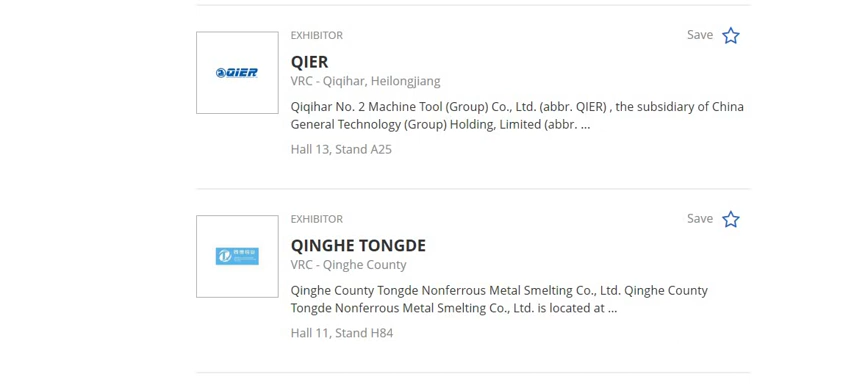 EXHIBITOR
Save
QIER
QIER
VRC - Qiqihar, Heilongjiang
Qiqihar No. 2 Machine Tool (Group) Co., Ltd. (abbr. QIER) , the subsidiary of China
General Technology (Group) Holding, Limited (abbr. ...
Hall 13, Stand A25
EXHIBITOR
Save
QINGHE TONGDE
VRC - Qinghe County
Qinghe County Tongde Nonferrous Metal Smelting Co., Ltd. Qinghe County
Tongde Nonferrous Metal Smelting Co., Ltd. is located at ...
Hall 11, Stand H84